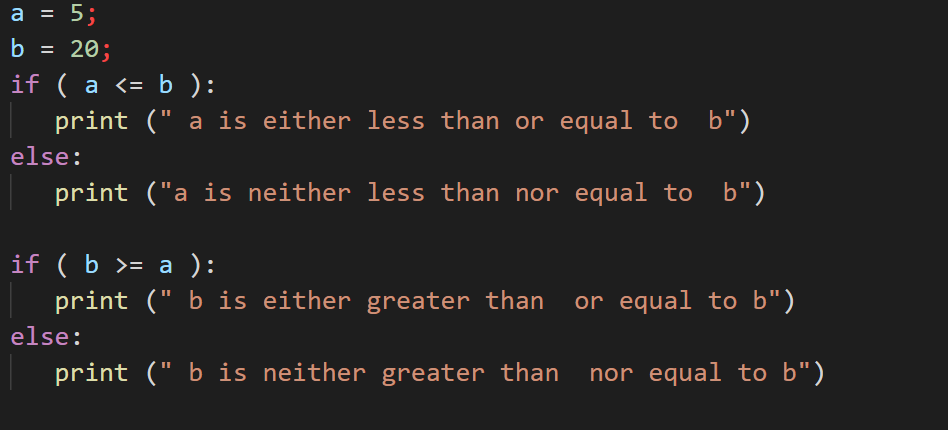 a = 5;
b = 20;
if ( a <= b ):
   print (" a is either less than or equal to  b")
else:
   print ("a is neither less than nor equal to  b")

if ( b >= a ):
   print (" b is either greater than  or equal to b")
else:
   print (" b is neither greater than  nor equal to b")